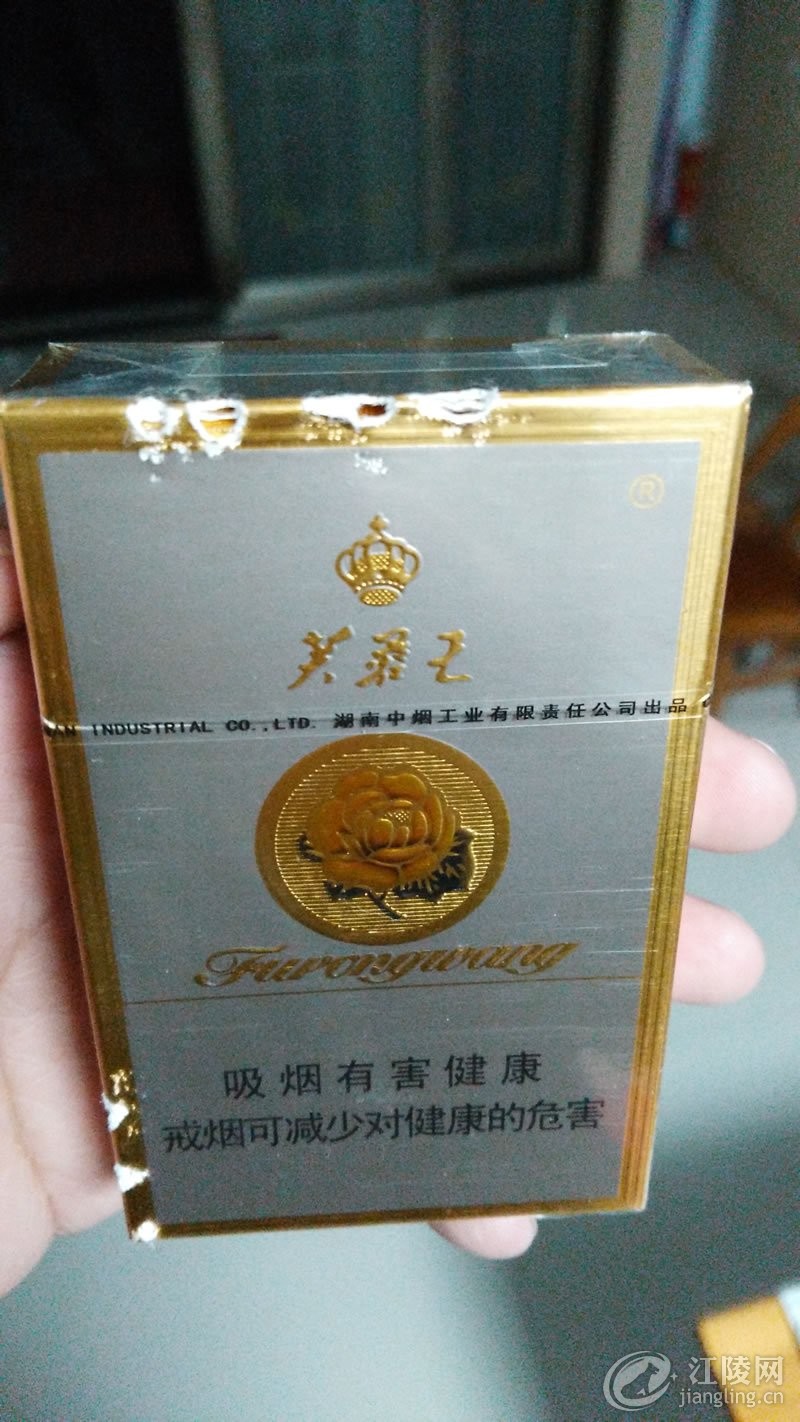 ®
芙蓉王
AN INDUSTRIAL CO.,LTD. 湖南中烟工业有限责任公司出品
Furongwang
吸烟有害健康
戒烟可减少对健康的危害
江陵网
jiangling.cn